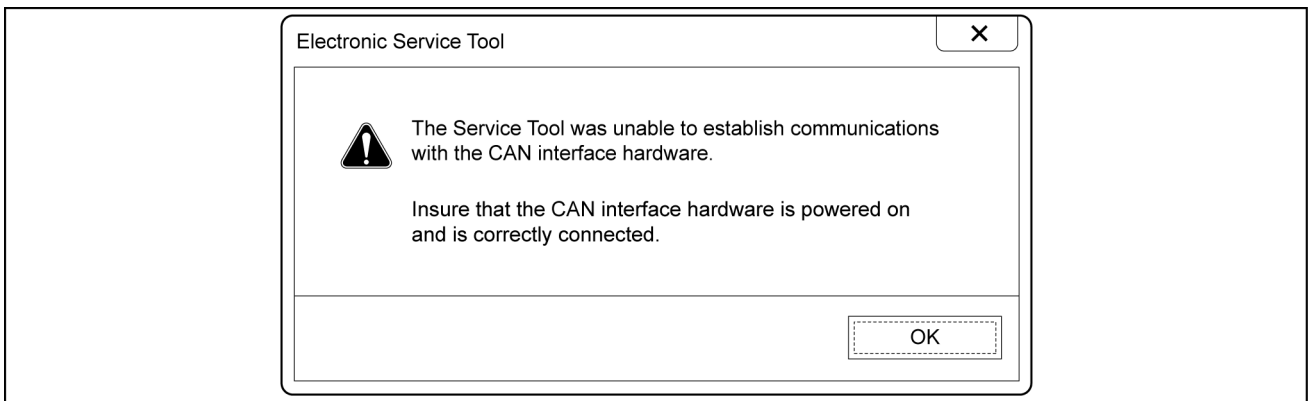 Electronic Service Tool
The Service Tool was unable to establish communications
with the CAN interface hardware.
Insure that the CAN interface hardware is powered on
and is correctly connected.
OK